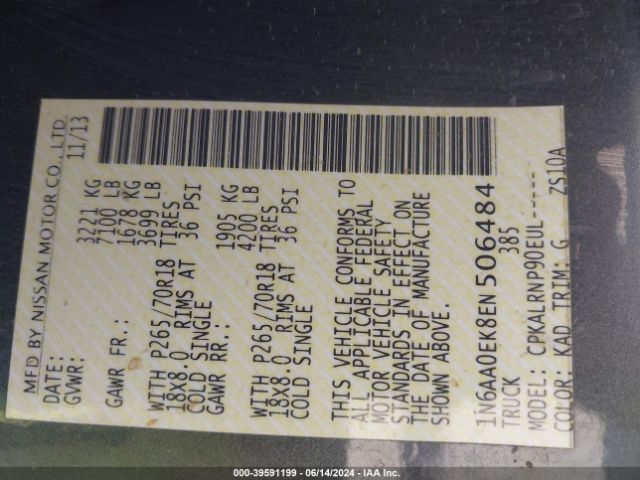 MFD BY NISSAN MOTOR CO., LTD.
DATE: 11/13
GVWR: 3221 KG
7100 LB
GAWR FR.: 1678 KG
3699 LB
WITH P265/70R18 TIRES
18X8.0 RIMS AT 36 PSI
COLD SINGLE
GAWR RR.: 1905 KG
4200 LB
WITH P265/70R18 TIRES
18X8.0 RIMS AT 36 PSI
COLD SINGLE
THIS VEHICLE CONFORMS TO
ALL APPLICABLE FEDERAL
MOTOR VEHICLE SAFETY
STANDARDS IN EFFECT ON
THE DATE OF MANUFACTURE
SHOWN ABOVE.
1N6AA0EK8EN506484
TRUCK 385
MODEL: CPKALRNP90EUL-----
COLOR: KAD TRIM: G ZS10A
000-39591199 - 06/14/2024 - IAA Inc.